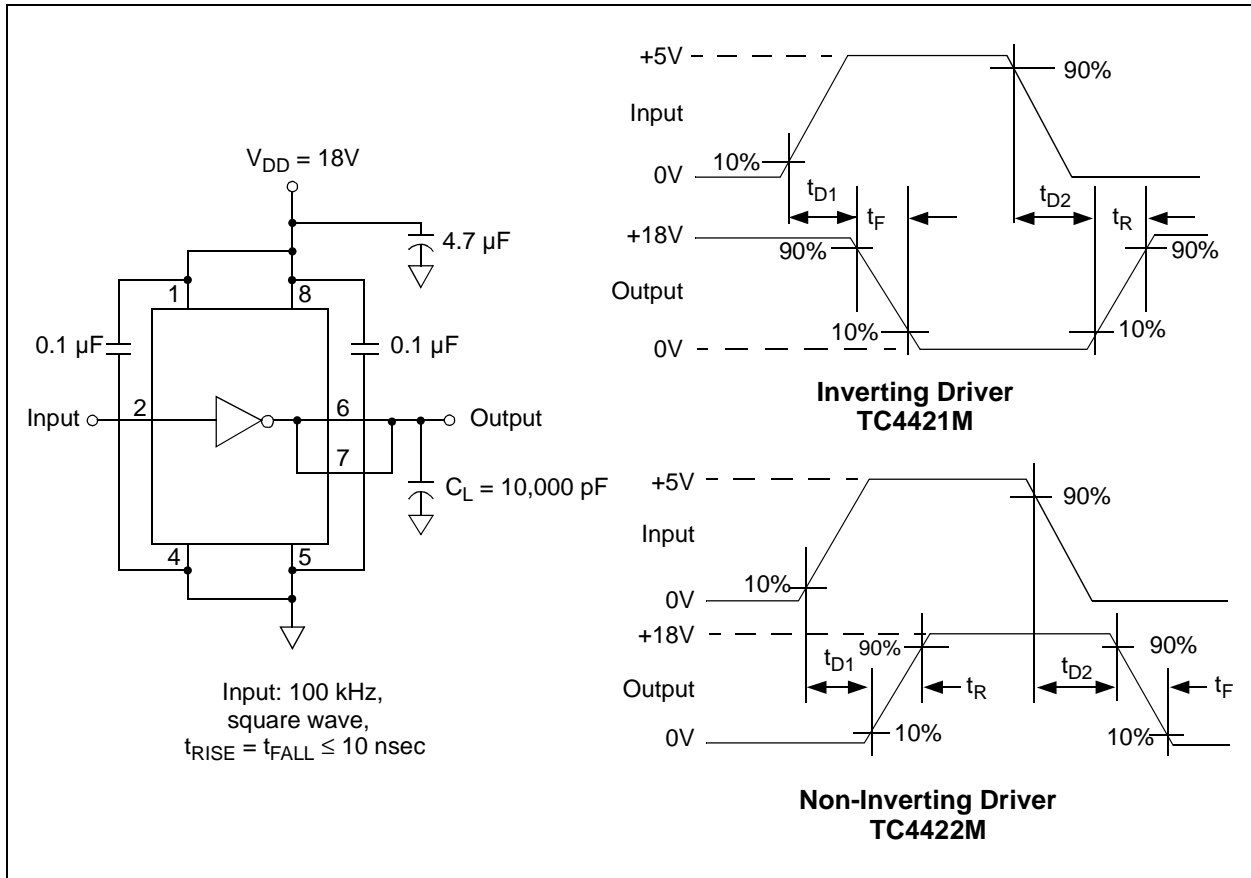 V_DD = 18V
4.7 µF
1
8
0.1 µF
0.1 µF
Input
2
6
Output
7
C_L = 10,000 pF
4
5
Input: 100 kHz,
square wave,
t_RISE = t_FALL ≤ 10 nsec
+5V
90%
Input
10%
0V
t_D1
t_F
t_D2
t_R
+18V
90%
90%
Output
10%
10%
0V
Inverting Driver
TC4421M
+5V
90%
Input
10%
0V
+18V
t_D1
90%
90%
Output
t_R
t_D2
t_F
0V
10%
10%
Non-Inverting Driver
TC4422M